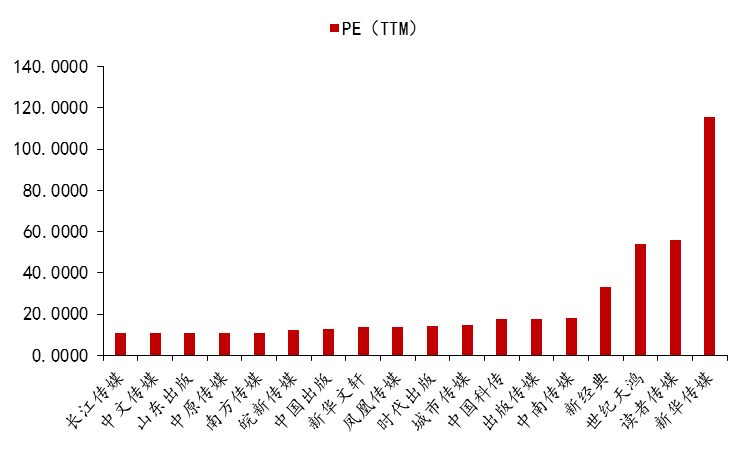 PE（TTM）
140.0000
120.0000
100.0000
80.0000
60.0000
40.0000
20.0000
0.0000
长江传媒
中文传媒
山东出版
中原传媒
南方传媒
皖新传媒
中国出版
新华文轩
凤凰传媒
时代出版
城市传媒
中国科传
出版传媒
中南传媒
新经典
世纪天鸿
读者传媒
新华传媒